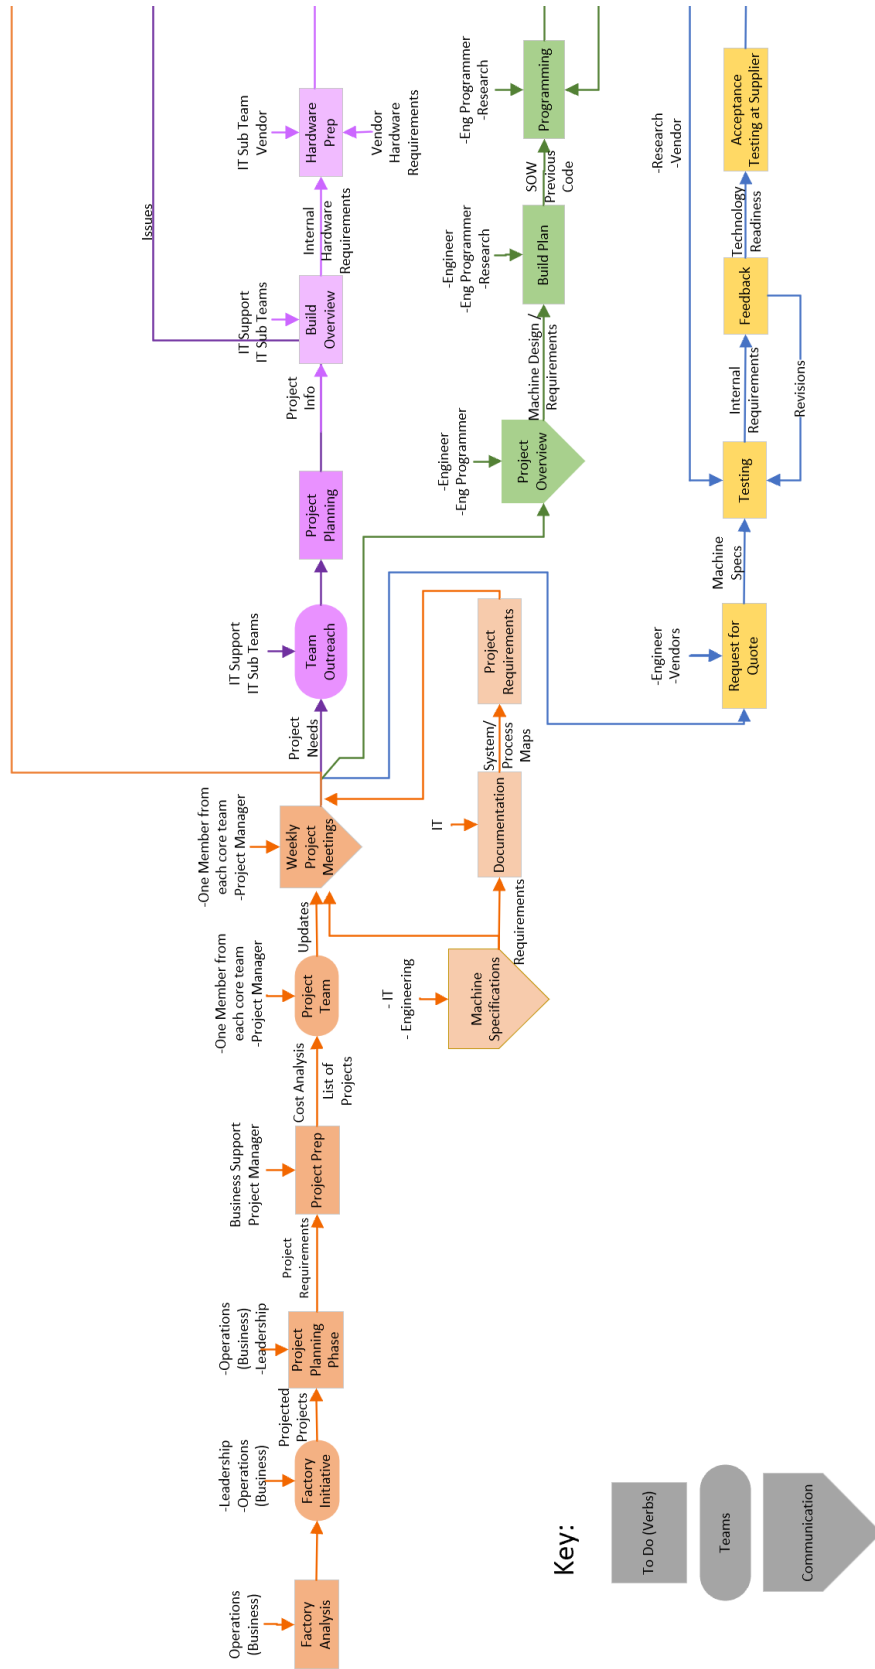 Operations
(Business)
Factory
Analysis
-Leadership
-Operations
(Business)
Factory
Initiative
Projected
Projects
-Operations
(Business)
-Leadership
Project
Planning
Phase
Project
Requirements
Business Support
Project Manager
Project Prep
Cost Analysis
List of
Projects
-One Member from
each core team
-Project Manager
Project
Team
Updates
-One Member from
each core team
-Project Manager
Weekly
Project
Meetings
- IT
- Engineering
Machine
Specifications
Requirements
IT
Documentation
System/
Process
Maps
Project
Requirements
Project
Needs
IT Support
IT Sub Teams
Team
Outreach
Project
Planning
Project
Info
IT Support
IT Sub Teams
Build
Overview
Issues
Internal
Hardware
Requirements
IT Sub Team
Vendor
Hardware
Prep
Vendor
Hardware
Requirements
-Engineer
-Eng Programmer
Project
Overview
Machine Design /
Requirements
-Engineer
-Eng Programmer
-Research
Build Plan
SOW
Previous
Code
-Eng Programmer
-Research
Programming
-Engineer
-Vendors
Request for
Quote
Machine
Specs
-Research
-Vendor
Testing
Internal
Requirements
Revisions
Feedback
Technology
Readiness
Acceptance
Testing at Supplier
Key:
To Do (Verbs)
Teams
Communication